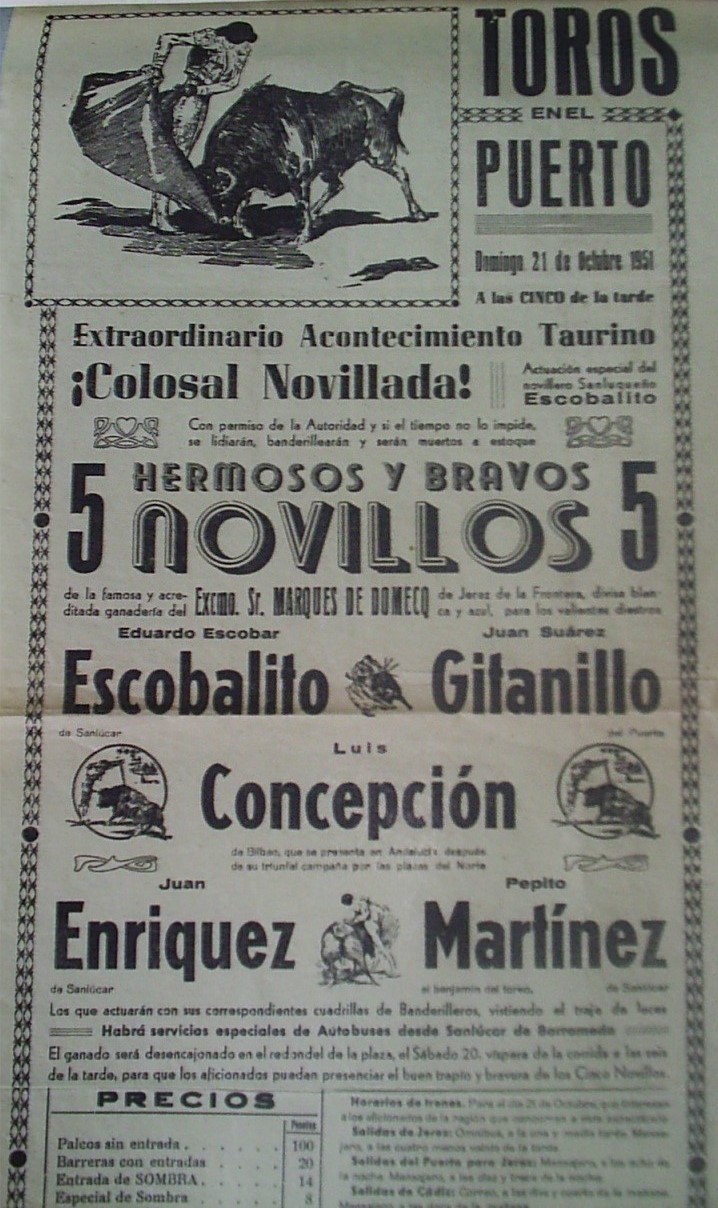 TOROS
EN EL
PUERTO
Domingo 21 de Octubre 1951
A las CINCO de la tarde
Extraordinario Acontecimiento Taurino
¡Colosal Novillada!
Actuación especial del
novillero Sanluqueño
Escobalito
Con permiso de la Autoridad y si el tiempo no lo impide,
se lidiarán, banderillearán y serán muertos a estoque
5 HERMOSOS Y BRAVOS 5
NOVILLOS
de la famosa y acre-
ditada ganadería del
Excmo. Sr. MARQUES DE DOMECQ
de Jerez de la Frontera, divisa blan-
ca y azul, para los valientes diestros
Eduardo Escobar
Juan Suárez
Escobalito
Gitanillo
de Sanlúcar
del Puerto
Luis
Concepción
de Bilbao, que se presenta en Andalucía después
de su triunfal campaña por las plazas del Norte
Juan
Pepito
Enriquez
Martínez
de Sanlúcar
el benjamín del toreo,
de Sanlúcar
Los que actuarán con sus correspondientes cuadrillas de Banderilleros, vistiendo el traje de luces
Habrá servicios especiales de Autobuses desde Sanlúcar de Barrameda
El ganado será desencajonado en el redondel de la plaza, el Sábado 20, víspera de la corrida a las seis
de la tarde, para que los aficionados puedan presenciar el buen trapío y bravura de los Cinco Novillos.
PRECIOS
Pesetas
Palcos sin entrada . . . . . 100
Barreras con entradas . . . . 20
Entrada de SOMBRA . . . . . 14
Especial de Sombra . . . . . 8
Horarios de trenes.
Salidas de Jerez:
Salidas del Puerto para Jerez:
Salidas de Cádiz: